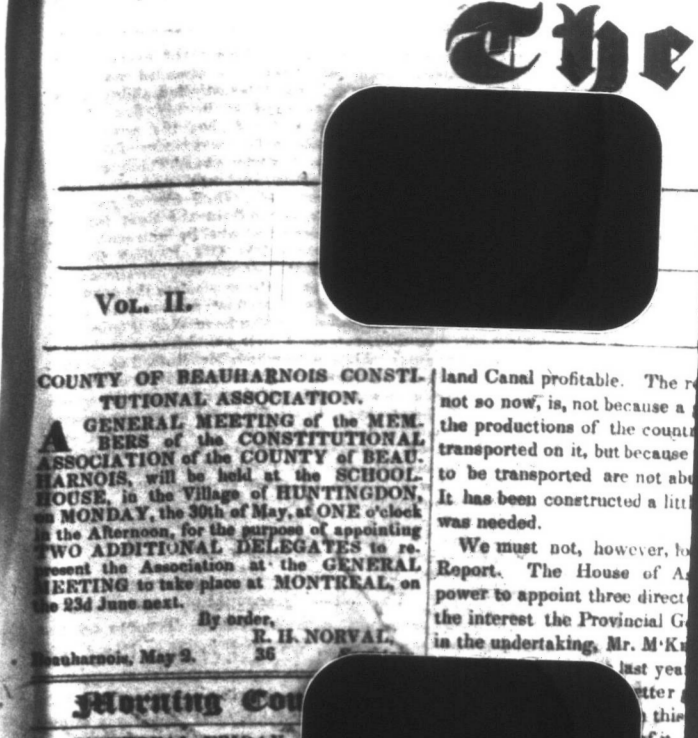 The
VOL. II.
COUNTY OF BEAUHARNOIS CONSTI-
TUTIONAL ASSOCIATION.
A GENERAL MEETING of the MEM-
BERS of the CONSTITUTIONAL
ASSOCIATION of the COUNTY of BEAU-
HARNOIS, will be held at the SCHOOL-
HOUSE, in the Village of HUNTINGDON,
on MONDAY, the 30th of May, at ONE o'clock
in the Afternoon, for the purpose of appointing
TWO ADDITIONAL DELEGATES to re-
present the Association at the GENERAL
MEETING to take place at MONTREAL, on
the 23d June next.
By order,
R. H. NORVAL,
Beauharnois, May 2. 36
Morning Cou
land Canal profitable. The r
not so now, is, not because a
the productions of the count
transported on it, but because
to be transported are not ab
It has been constructed a litt
was needed.
We must not, however,
Report. The House of A
power to appoint three direct
the interest the Provincial G
in the undertaking, Mr. M'K
last yea
etter
this